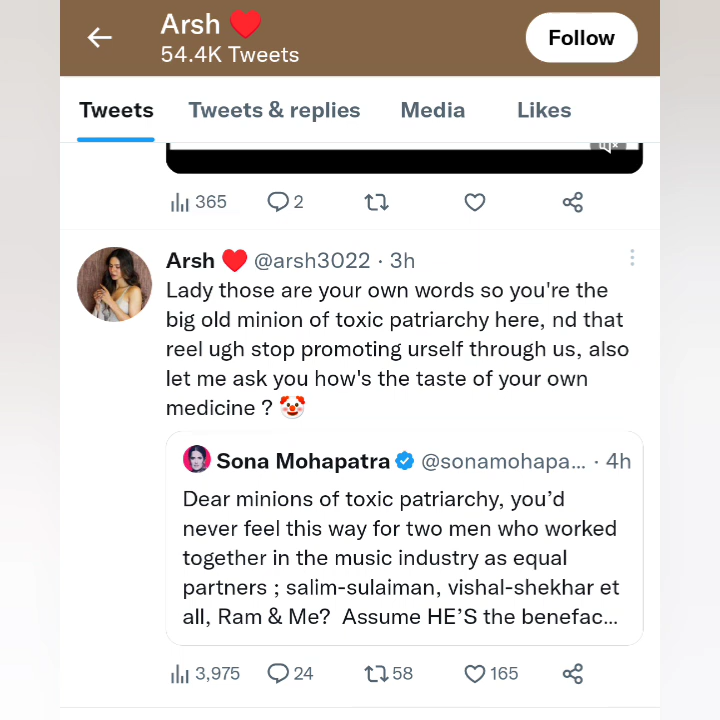 Arsh ❤️
54.4K Tweets
Follow
Tweets
Tweets & replies
Media
Likes
365
2
Arsh ❤️ @arsh3022 · 3h
Lady those are your own words so you're the
big old minion of toxic patriarchy here, nd that
reel ugh stop promoting urself through us, also
let me ask you how's the taste of your own
medicine ? 🤡
Sona Mohapatra @sonamohapa... · 4h
Dear minions of toxic patriarchy, you’d
never feel this way for two men who worked
together in the music industry as equal
partners ; salim-sulaiman, vishal-shekhar et
all, Ram & Me?  Assume HE’S the benefac...
3,975
24
58
165